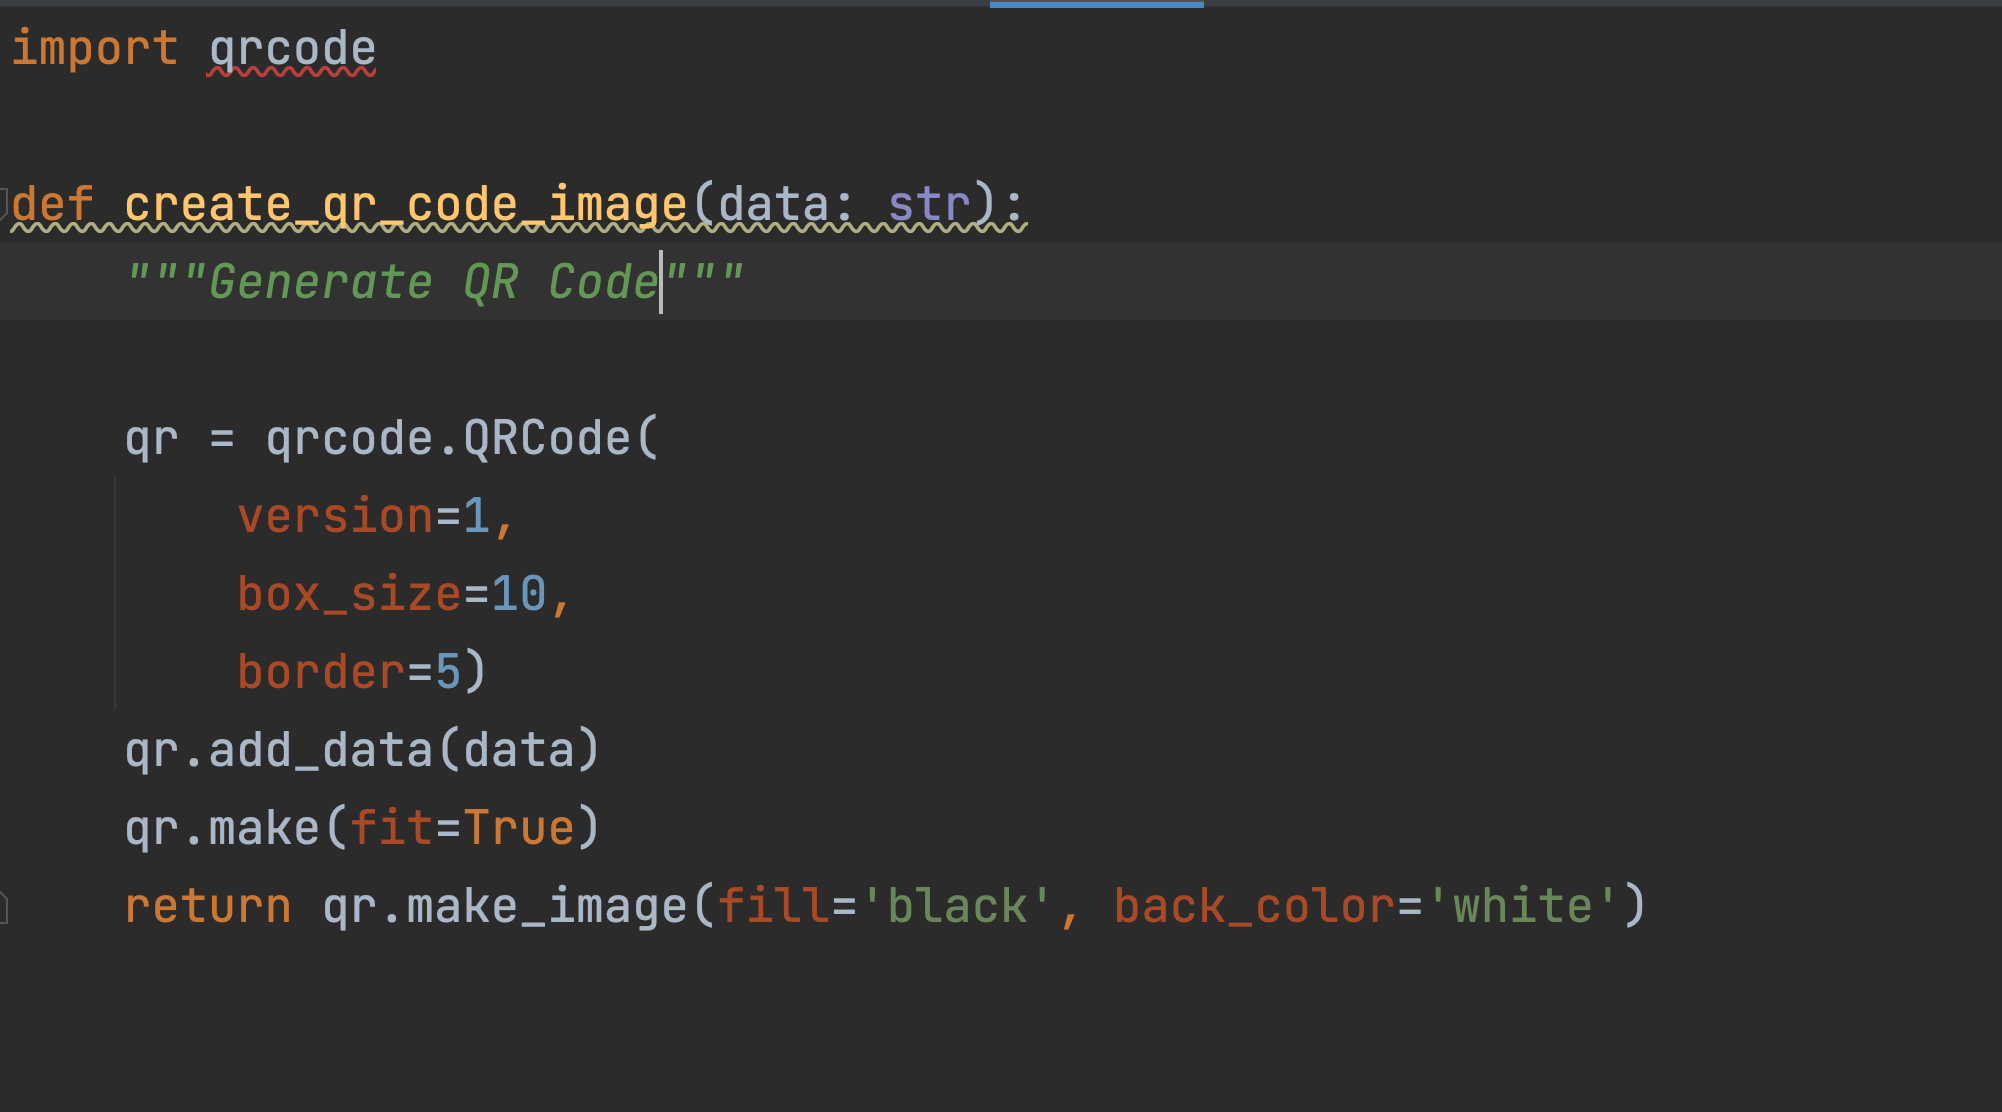 import qrcode
def create_qr_code_image(data: str):
    """Generate QR Code"""
    qr = qrcode.QRCode(
        version=1,
        box_size=10,
        border=5)
    qr.add_data(data)
    qr.make(fit=True)
    return qr.make_image(fill='black', back_color='white')